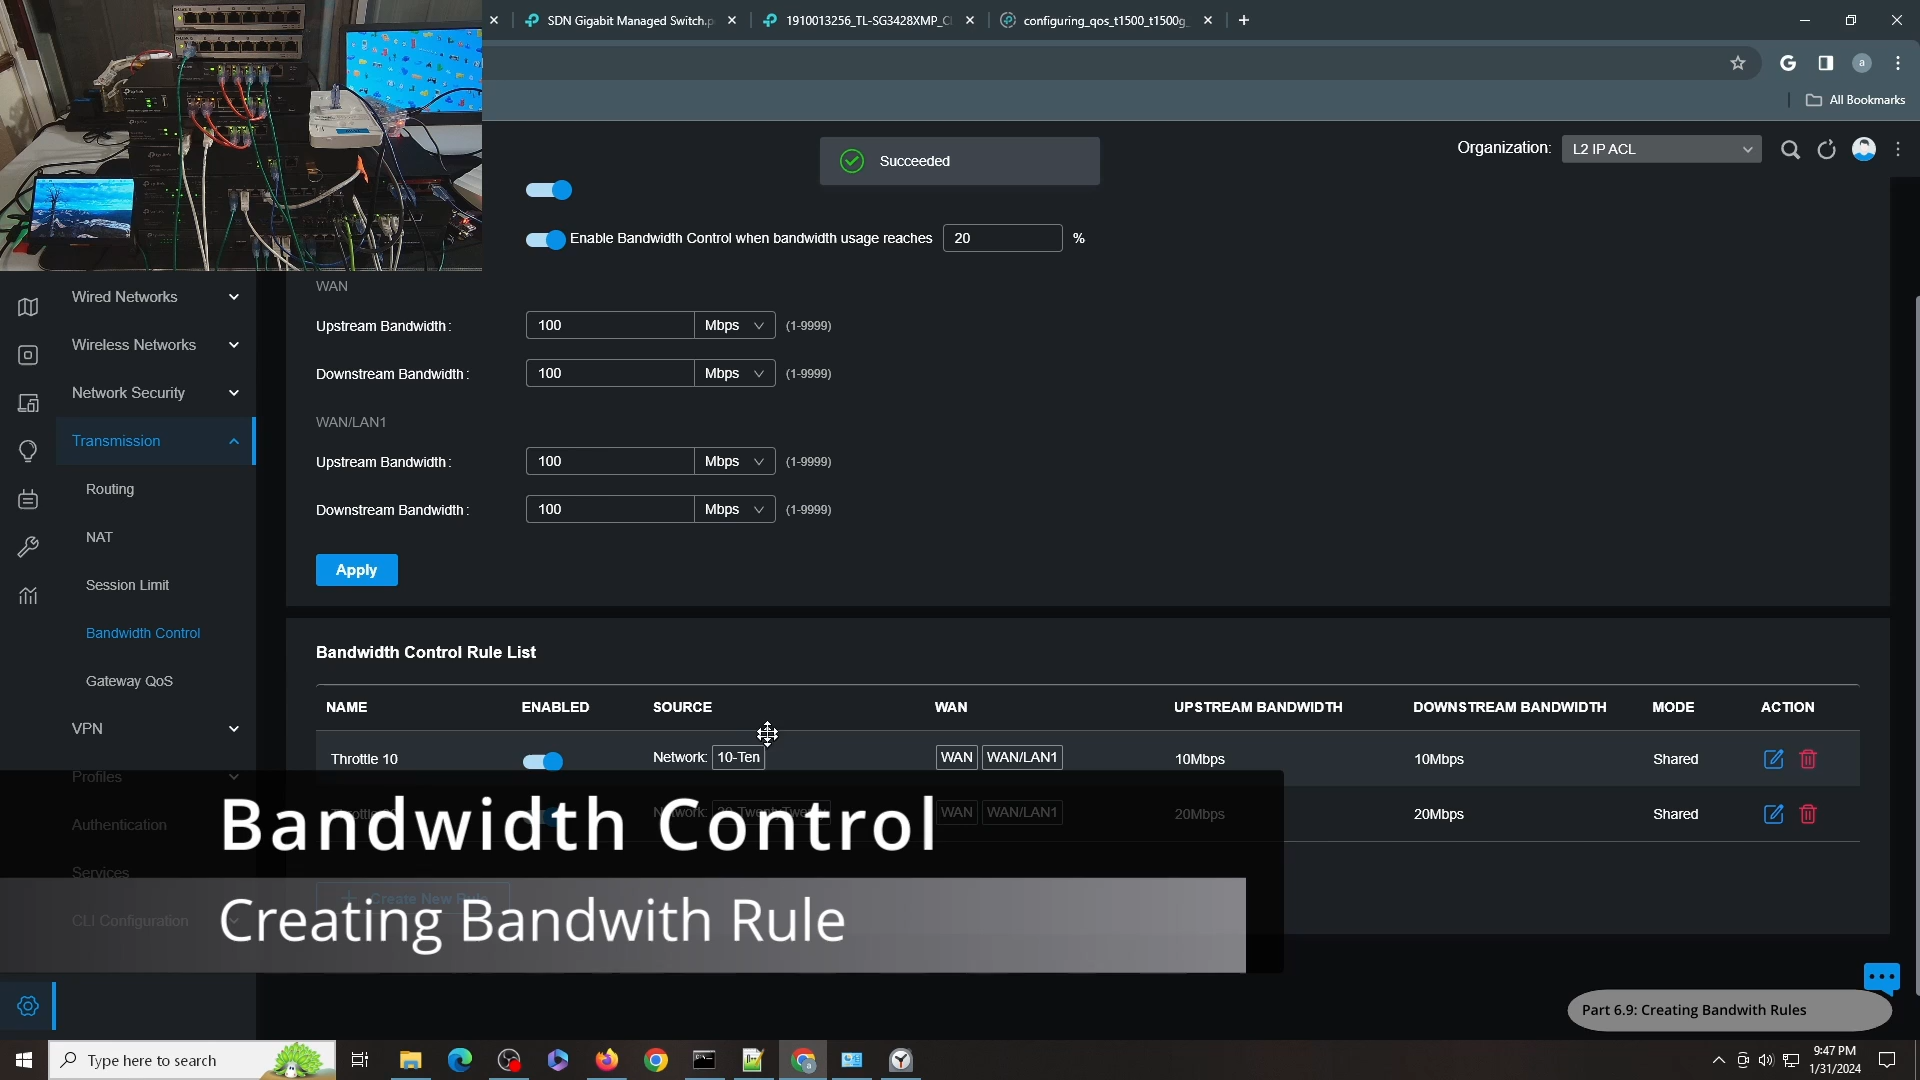 SDN Gigabit Managed Switch.p
1910013256_TL-SG3428XMP_C
configuring_qos_t1500_t1500g
All Bookmarks
Organization:
L2 IP ACL
Succeeded
Enable Bandwidth Control when bandwidth usage reaches
20
%
Wired Networks
Wireless Networks
Network Security
Transmission
Routing
NAT
Session Limit
Bandwidth Control
Gateway QoS
VPN
Profiles
Authentication
Services
CLI Configuration
WAN
Upstream Bandwidth:
100
Mbps
(1-9999)
Downstream Bandwidth:
100
Mbps
(1-9999)
WAN/LAN1
Upstream Bandwidth:
100
Mbps
(1-9999)
Downstream Bandwidth:
100
Mbps
(1-9999)
Apply
Bandwidth Control Rule List
NAME ENABLED SOURCE WAN UPSTREAM BANDWIDTH DOWNSTREAM BANDWIDTH MODE ACTION
Throttle 10 Network: 10-Ten WAN WAN/LAN1 10Mbps 10Mbps Shared
Network: WAN WAN/LAN1 20Mbps 20Mbps Shared
Create New
Bandwidth Control
Creating Bandwith Rule
Part 6.9: Creating Bandwith Rules
Type here to search
9:47 PM
1/31/2024